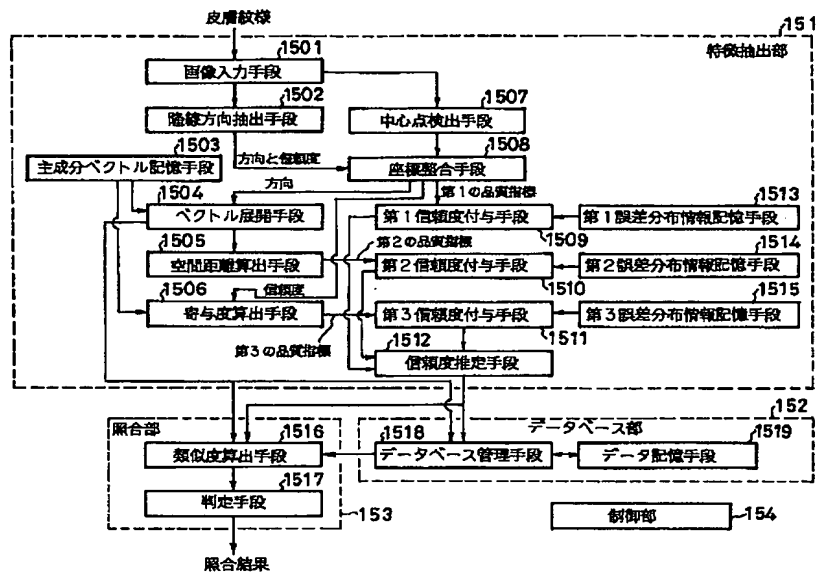 皮膚紋様
151
特徴抽出部
1501
画像入力手段
1502
隆線方向抽出手段
1507
中心点検出手段
1503
主成分ベクトル記憶手段
方向と信頼度
1508
座標整合手段
方向
第1の品質指標
1504
ベクトル展開手段
第1信頼度付与手段
1509
1513
第1誤差分布情報記憶手段
1505
空間距離算出手段
第2の品質指標
第2信頼度付与手段
1510
1514
第2誤差分布情報記憶手段
1506
信頼度
寄与度算出手段
第3の品質指標
第3信頼度付与手段
1511
1515
第3誤差分布情報記憶手段
1512
信頼度推定手段
152
照合部
データベース部
1516
類似度算出手段
1518
データベース管理手段
1519
データ記憶手段
1517
判定手段
153
制御部
154
照合結果